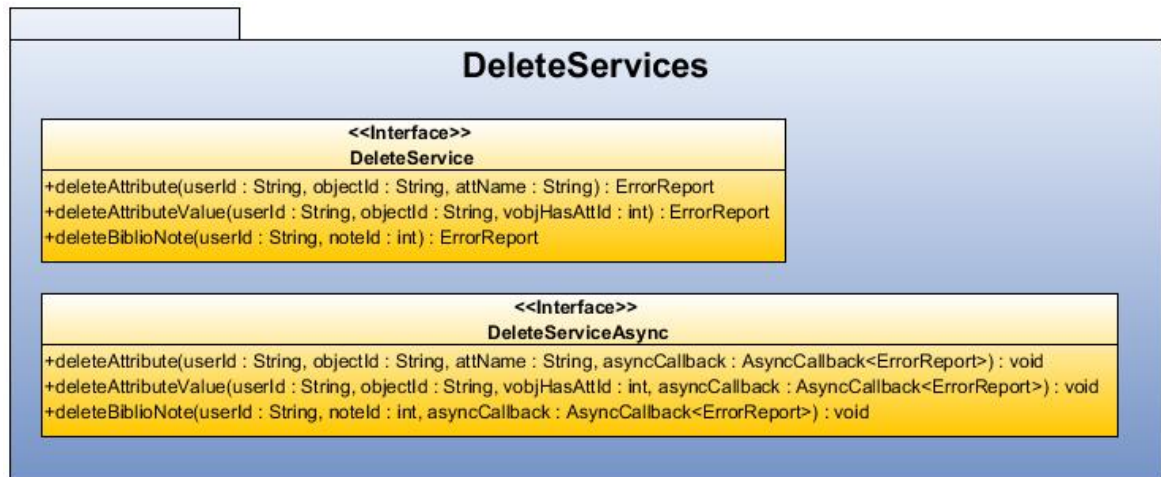 DeleteServices
<<Interface>>
DeleteService
+deleteAttribute(userId : String, objectId : String, attName : String) : ErrorReport
+deleteAttributeValue(userId : String, objectId : String, vobjHasAttId : int) : ErrorReport
+deleteBiblioNote(userId : String, noteId : int) : ErrorReport
<<Interface>>
DeleteServiceAsync
+deleteAttribute(userId : String, objectId : String, attName : String, asyncCallback : AsyncCallback<ErrorReport>) : void
+deleteAttributeValue(userId : String, objectId : String, vobjHasAttId : int, asyncCallback : AsyncCallback<ErrorReport>) : void
+deleteBiblioNote(userId : String, noteId : int, asyncCallback : AsyncCallback<ErrorReport>) : void